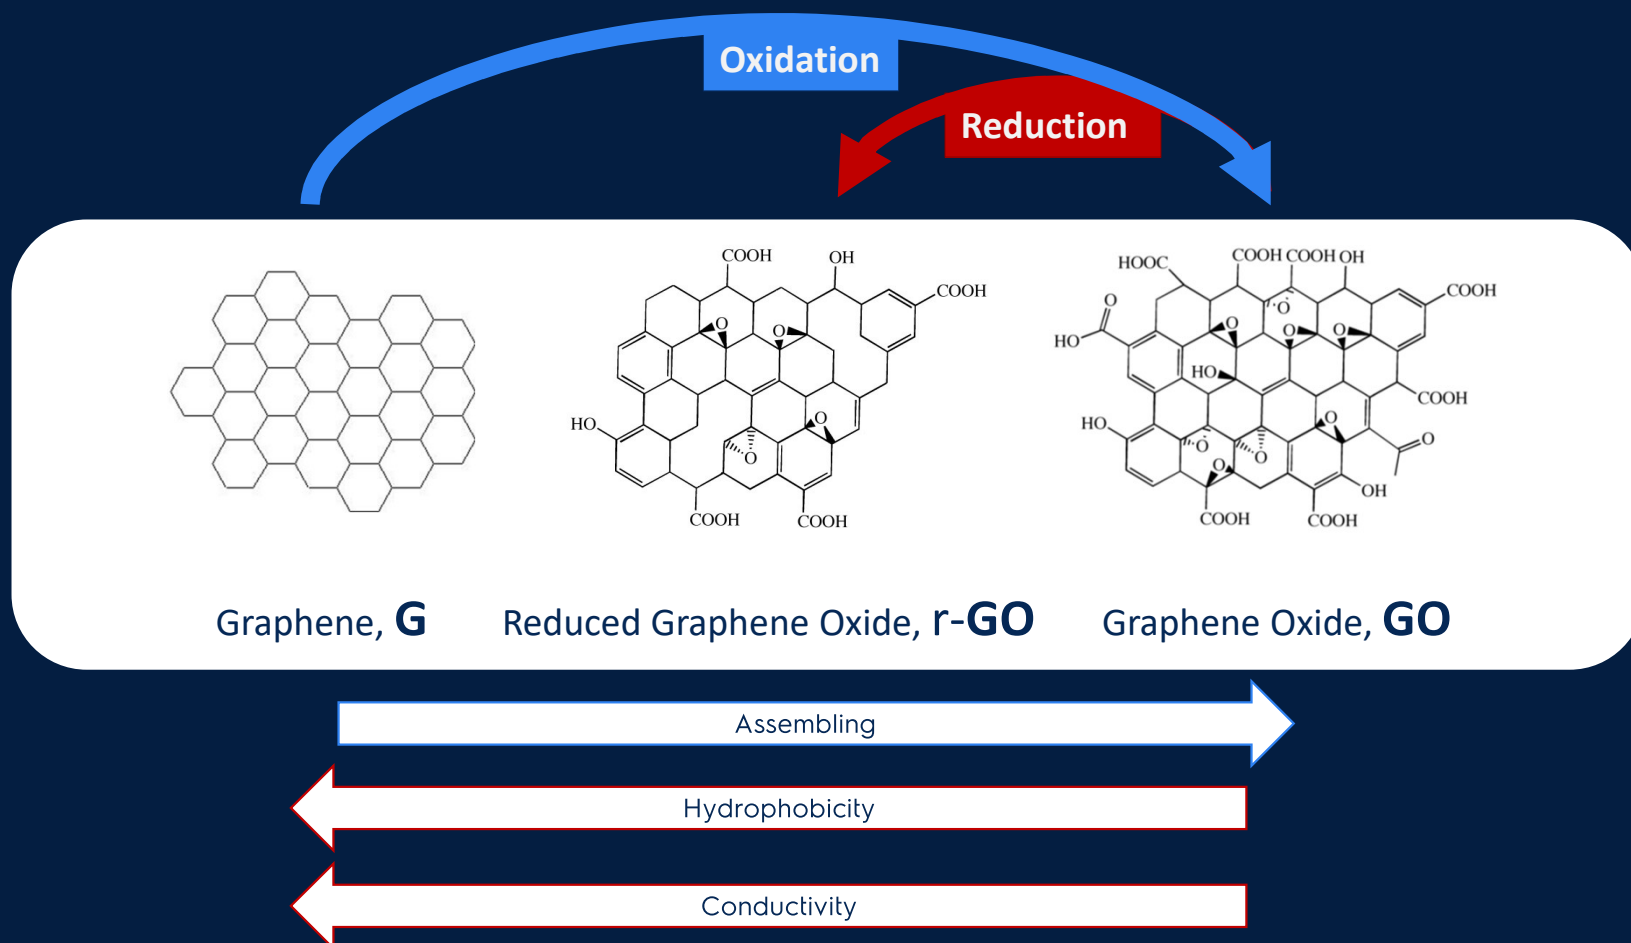 Oxidation
Reduction
COOH
OH
COOH
O
O
HO
O
O
COOH
COOH
HOOC
COOH
COOH
OH
COOH
O
HO
O
O
O
O
HO
COOH
HO
O
O
O
O
O
OH
COOH
COOH
Graphene, G
Reduced Graphene Oxide, r-GO
Graphene Oxide, GO
Assembling
Hydrophobicity
Conductivity